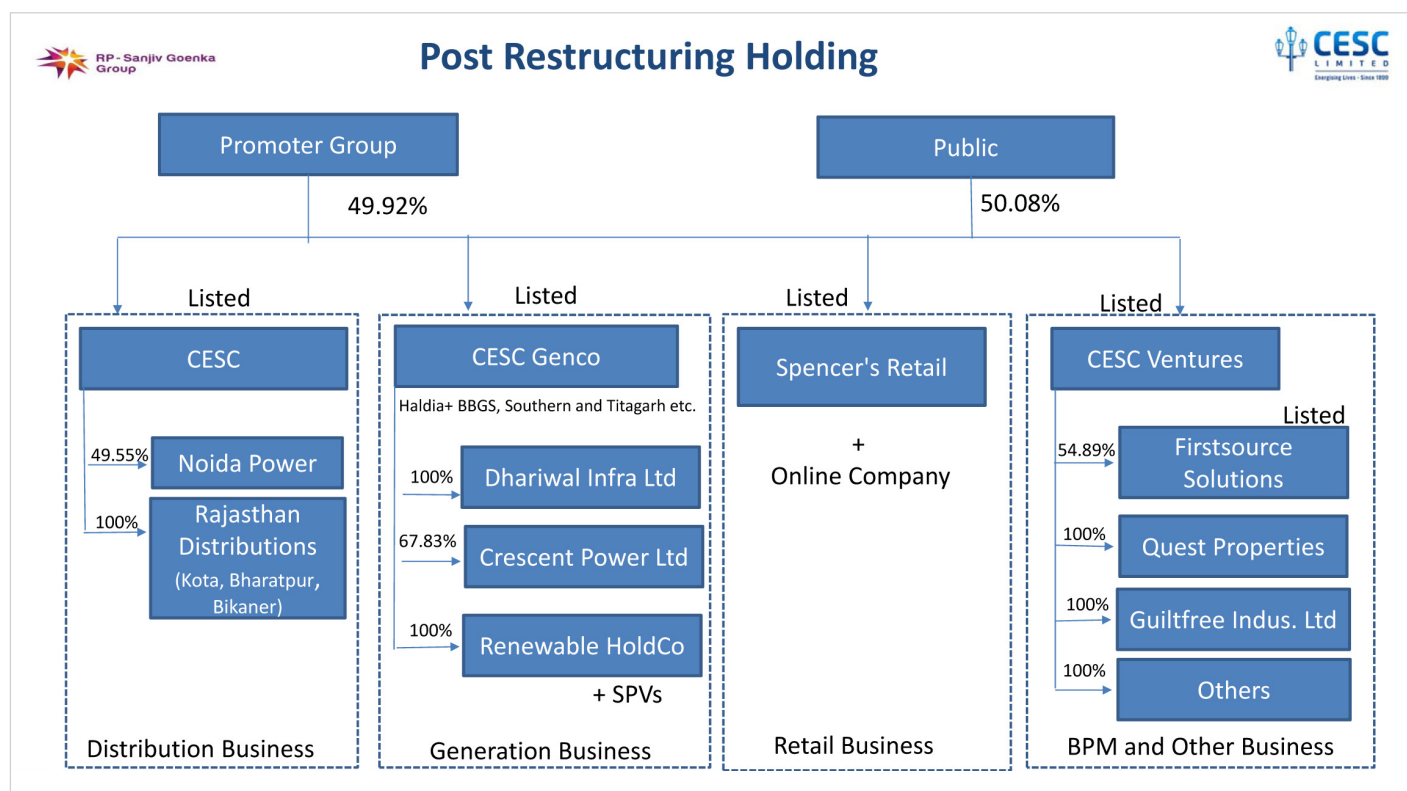 RP - Sanjiv Goenka
Group
Post Restructuring Holding
CESC
LIMITED
Energising Lives - Since 1899
Promoter Group
Public
49.92%
50.08%
Listed
Listed
Listed
Listed
CESC
49.55%
Noida Power
100%
Rajasthan
Distributions
(Kota, Bharatpur,
Bikaner)
Distribution Business
CESC Genco
Haldia+ BBGS, Southern and Titagarh etc.
100%
Dhariwal Infra Ltd
67.83%
Crescent Power Ltd
100%
Renewable HoldCo
+ SPVs
Generation Business
Spencer's Retail
+
Online Company
Retail Business
CESC Ventures
Listed
54.89%
Firstsource
Solutions
100%
Quest Properties
100%
Guiltfree Indus. Ltd
100%
Others
BPM and Other Business